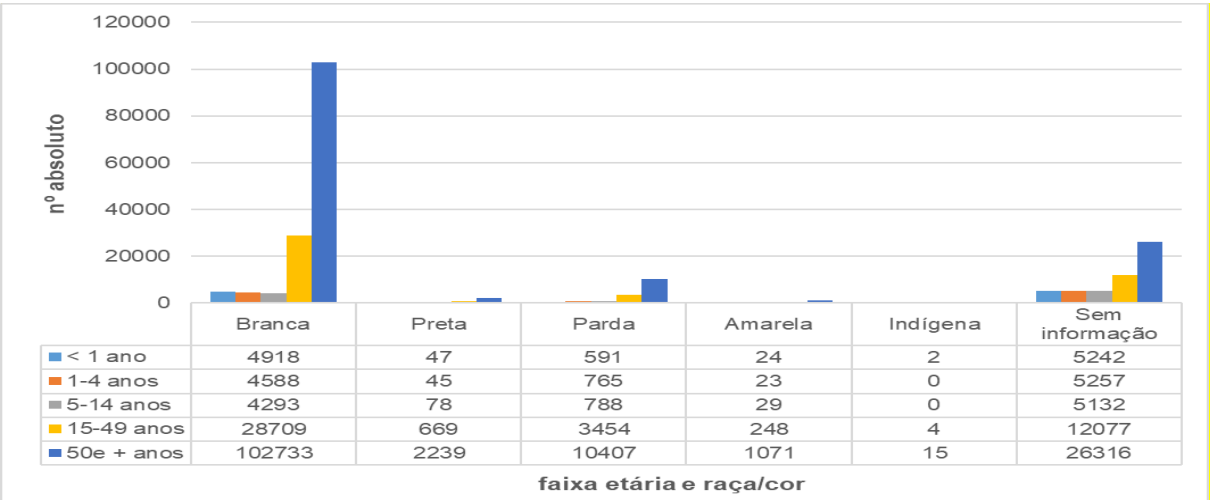 120000
100000
80000
60000
40000
20000
0
nº absoluto
Branca Preta Parda Amarela Indígena Sem informação
< 1 ano 4918 47 591 24 2 5242
1-4 anos 4588 45 765 23 0 5257
5-14 anos 4293 78 788 29 0 5132
15-49 anos 28709 669 3454 248 4 12077
50e + anos 102733 2239 10407 1071 15 26316
faixa etária e raça/cor